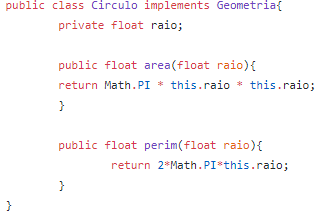 public class Circulo implements Geometria{
private float raio;
public float area(float raio){
return Math.PI * this.raio * this.raio;
}
public float perim(float raio){
return 2*Math.PI*this.raio;
}
}